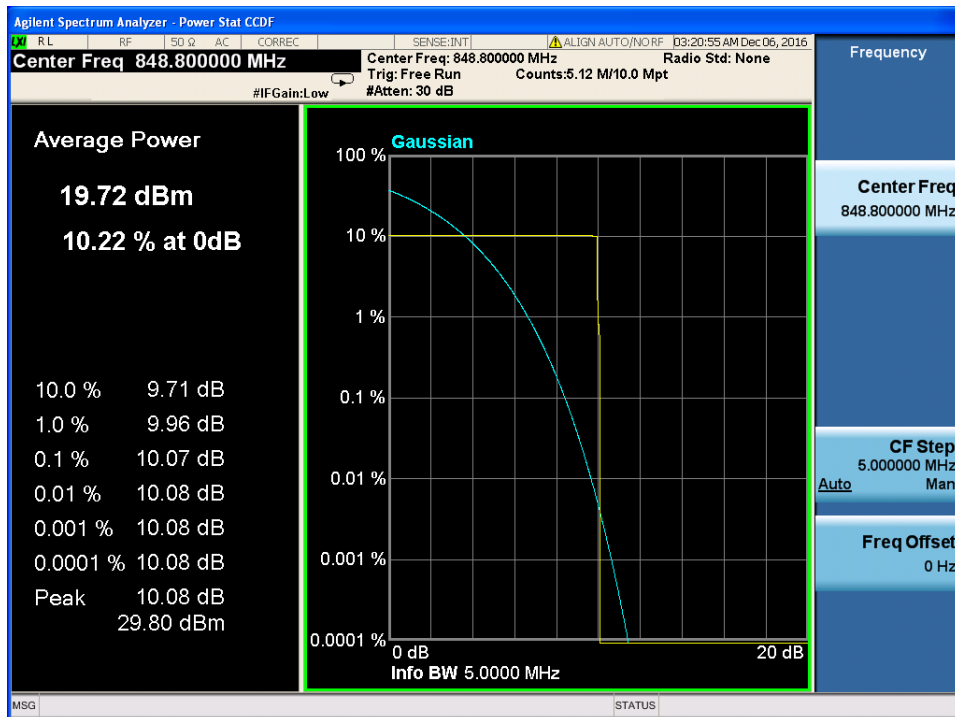 Agilent Spectrum Analyzer - Power Stat CCDF
LXI RL RF 50 Ω AC CORREC SENSE:INT ALIGN AUTO/NO RF 03:20:55 AM Dec 06, 2016
Center Freq 848.800000 MHz
#IFGain:Low
Center Freq: 848.800000 MHz Radio Std: None
Trig: Free Run Counts:5.12 M/10.0 Mpt
#Atten: 30 dB
Average Power
19.72 dBm
10.22 % at 0dB
10.0 % 9.71 dB
1.0 % 9.96 dB
0.1 % 10.07 dB
0.01 % 10.08 dB
0.001 % 10.08 dB
0.0001 % 10.08 dB
Peak 10.08 dB
29.80 dBm
Gaussian
100 %
10 %
1 %
0.1 %
0.01 %
0.001 %
0.0001 %
0 dB 20 dB
Info BW 5.0000 MHz
Frequency
Center Freq
848.800000 MHz
CF Step
5.000000 MHz
Auto Man
Freq Offset
0 Hz
MSG STATUS